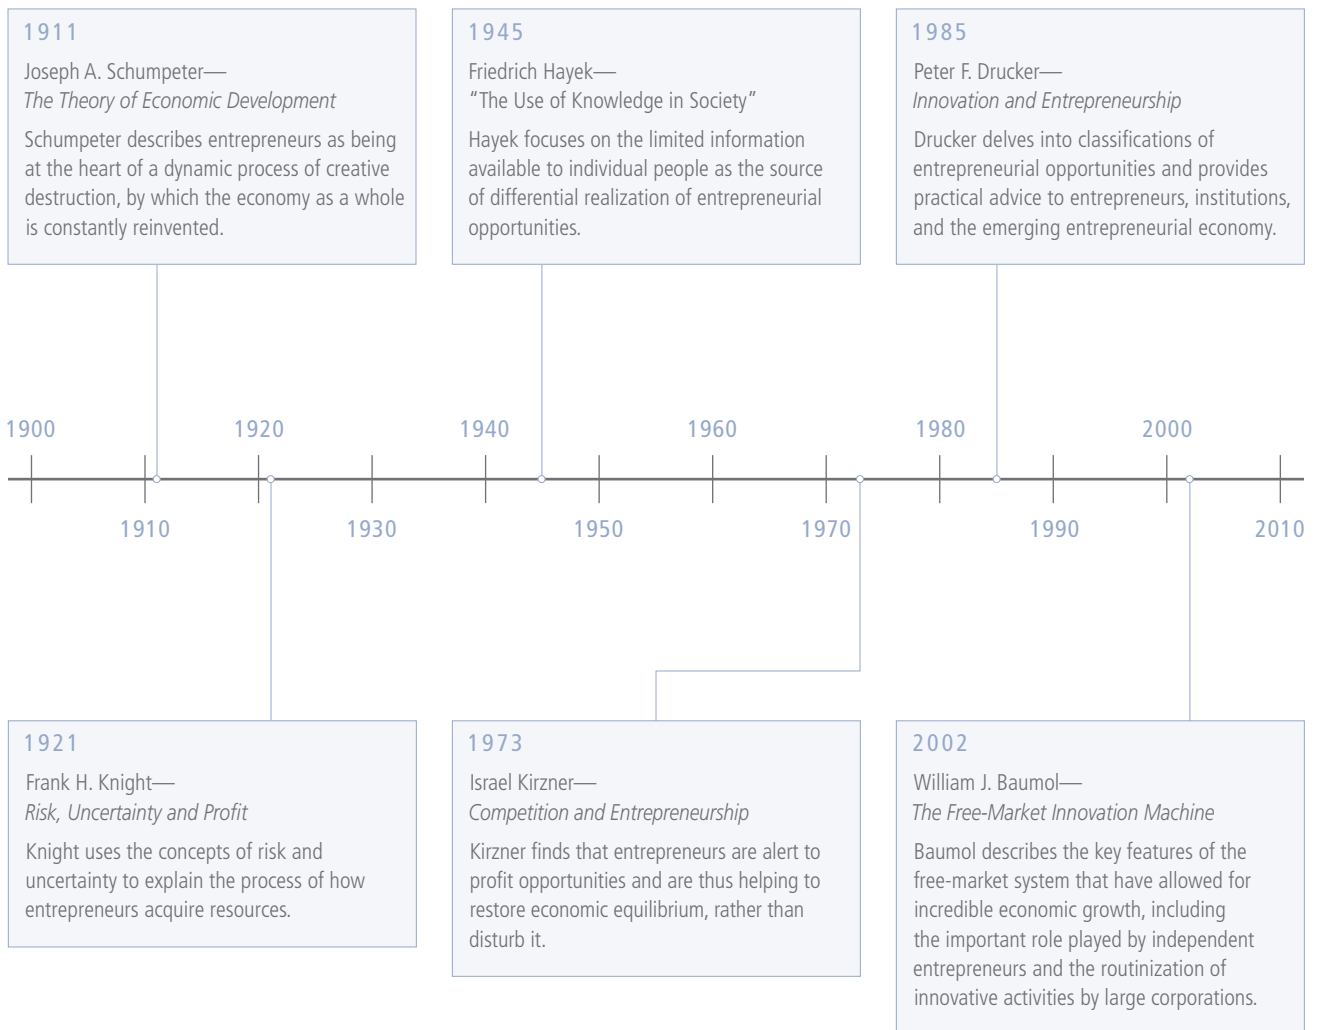 1911
Joseph A. Schumpeter—
The Theory of Economic Development
Schumpeter describes entrepreneurs as being
at the heart of a dynamic process of creative
destruction, by which the economy as a whole
is constantly reinvented.
1945
Friedrich Hayek—
“The Use of Knowledge in Society”
Hayek focuses on the limited information
available to individual people as the source
of differential realization of entrepreneurial
opportunities.
1985
Peter F. Drucker—
Innovation and Entrepreneurship
Drucker delves into classifications of
entrepreneurial opportunities and provides
practical advice to entrepreneurs, institutions,
and the emerging entrepreneurial economy.
1900 1920 1940 1960 1980 2000
1910 1930 1950 1970 1990 2010
1921
Frank H. Knight—
Risk, Uncertainty and Profit
Knight uses the concepts of risk and
uncertainty to explain the process of how
entrepreneurs acquire resources.
1973
Israel Kirzner—
Competition and Entrepreneurship
Kirzner finds that entrepreneurs are alert to
profit opportunities and are thus helping to
restore economic equilibrium, rather than
disturb it.
2002
William J. Baumol—
The Free-Market Innovation Machine
Baumol describes the key features of the
free-market system that have allowed for
incredible economic growth, including
the important role played by independent
entrepreneurs and the routinization of
innovative activities by large corporations.